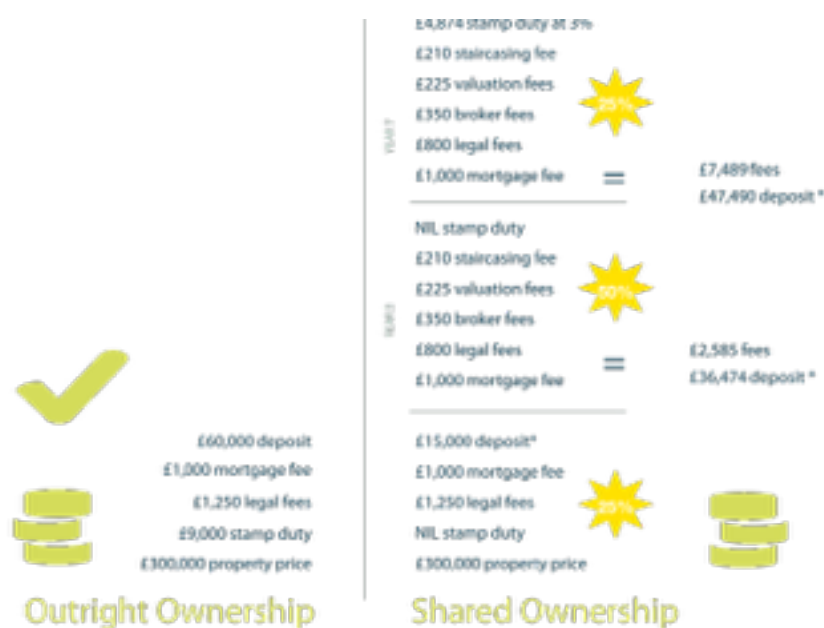 £4,874 stamp duty at 3%
£210 staircasing fee
£225 valuation fees
25%
£350 broker fees
£800 legal fees
£1,000 mortgage fee
=
£7,489 fees
£47,490 deposit *
NIL stamp duty
£210 staircasing fee
£225 valuation fees
50%
£350 broker fees
£800 legal fees
£1,000 mortgage fee
=
£2,585 fees
£36,474 deposit *
£60,000 deposit
£1,000 mortgage fee
£1,250 legal fees
£9,000 stamp duty
£300,000 property price
Outright Ownership
£15,000 deposit*
£1,000 mortgage fee
£1,250 legal fees
25%
NIL stamp duty
£300,000 property price
Shared Ownership